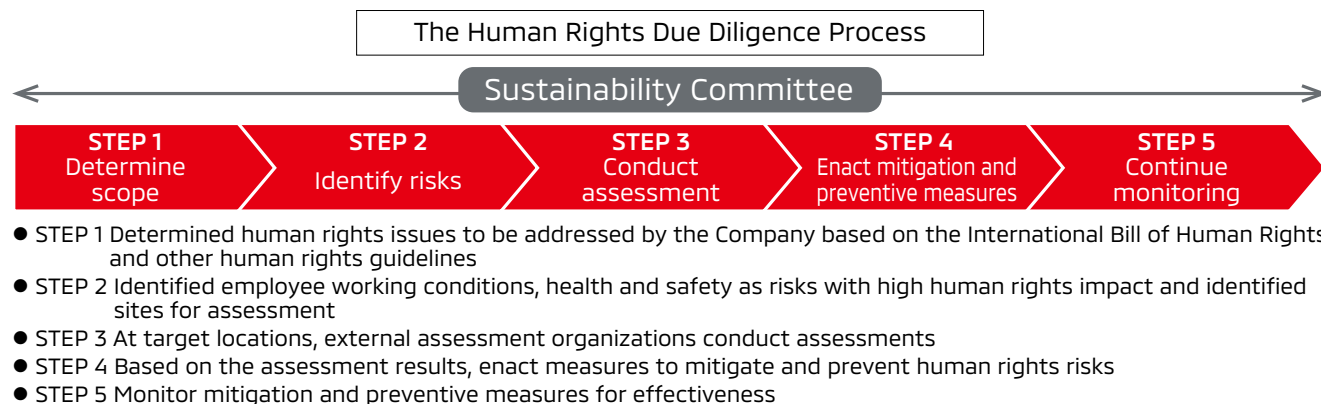 The Human Rights Due Diligence Process
Sustainability Committee
STEP 1
Determine
scope
STEP 2
Identify risks
STEP 3
Conduct
assessment
STEP 4
Enact mitigation and
preventive measures
STEP 5
Continue
monitoring
● STEP 1 Determined human rights issues to be addressed by the Company based on the International Bill of Human Rights
and other human rights guidelines
● STEP 2 Identified employee working conditions, health and safety as risks with high human rights impact and identified
sites for assessment
● STEP 3 At target locations, external assessment organizations conduct assessments
● STEP 4 Based on the assessment results, enact measures to mitigate and prevent human rights risks
● STEP 5 Monitor mitigation and preventive measures for effectiveness